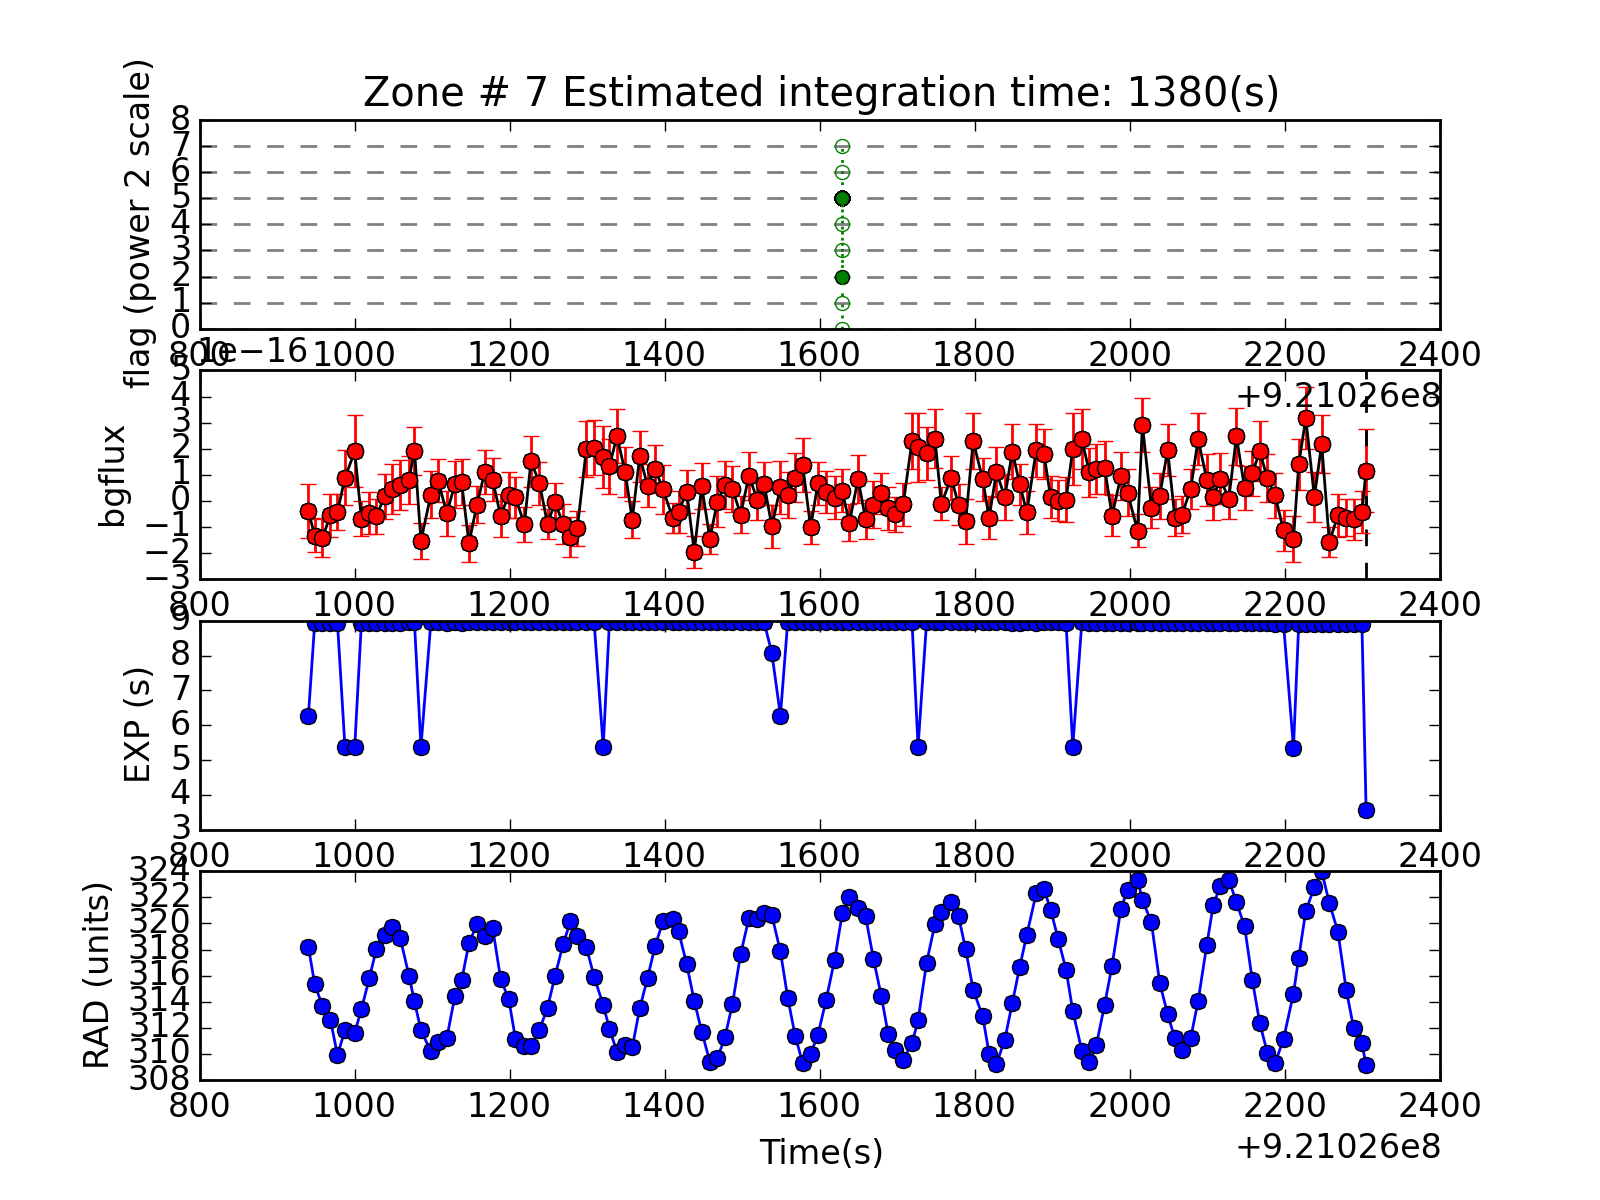 Zone # 7 Estimated integration time: 1380(s)
flag (power 2 scale)
8
7
6
5
4
3
2
1
0
800 1000 1200 1400 1600 1800 2000 2200 2400
1e−16
+9.21026e8
bgflux
5
4
3
2
1
0
−1
−2
−3
800 1000 1200 1400 1600 1800 2000 2200 2400
EXP (s)
9
8
7
6
5
4
3
800 1000 1200 1400 1600 1800 2000 2200 2400
RAD (units)
324
322
320
318
316
314
312
310
308
800 1000 1200 1400 1600 1800 2000 2200 2400
Time(s)
+9.21026e8